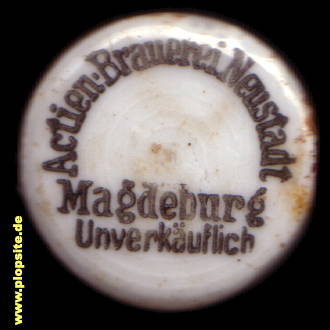 Actien-Brauerei Neustadt
Magdeburg
Unverkäuflich
www.plopsite.de